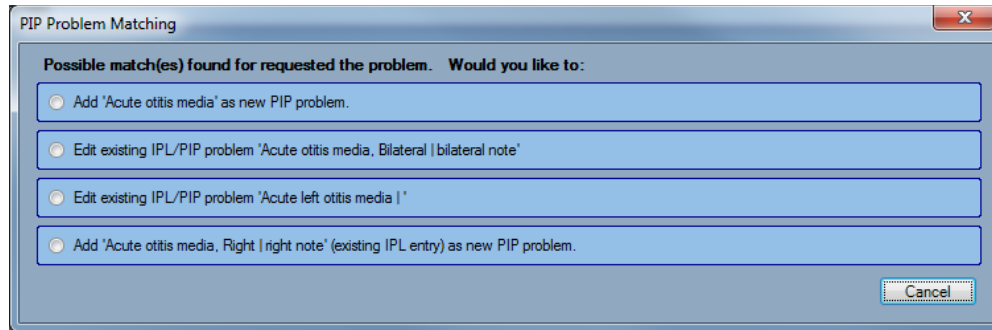 PIP Problem Matching
Possible match(es) found for requested the problem. Would you like to:
Add 'Acute otitis media' as new PIP problem.
Edit existing IPL/PIP problem 'Acute otitis media, Bilateral | bilateral note'
Edit existing IPL/PIP problem 'Acute left otitis media | '
Add 'Acute otitis media, Right | right note' (existing IPL entry) as new PIP problem.
Cancel